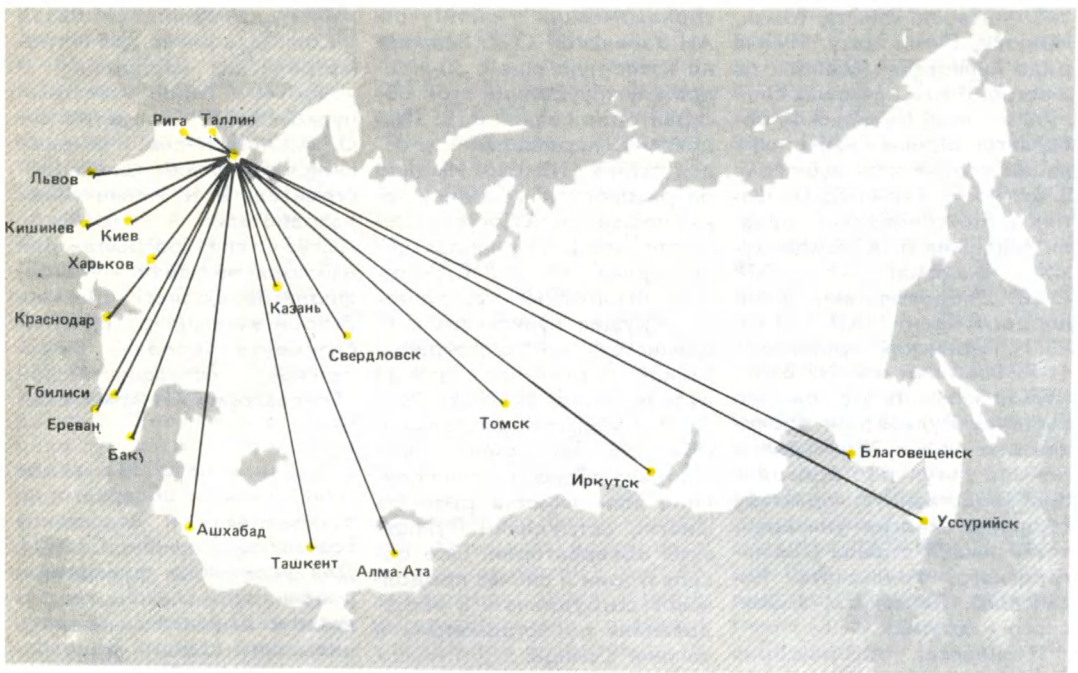 Рига
Таллин
Львов
Кишинев
Киев
Харьков
Казань
Краснодар
Свердловск
Тбилиси
Ереван
Баку
Томск
Иркутск
Благовещенск
Уссурийск
Ашхабад
Ташкент
Алма-Ата